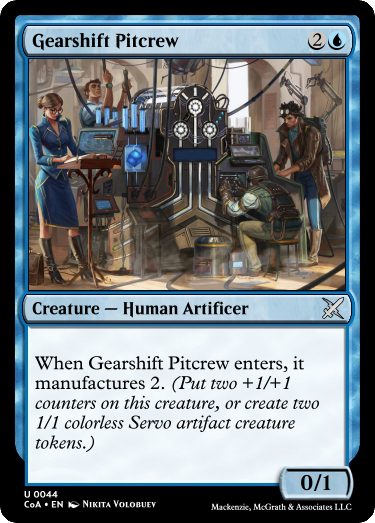 Gearshift Pitcrew 2
Creature — Human Artificer
When Gearshift Pitcrew enters, it
manufactures 2. (Put two +1/+1
counters on this creature, or create two
1/1 colorless Servo artifact creature
tokens.)
0/1
U 0044
CoA • EN Nikita Volobuev
Mackenzie, McGrath & Associates LLC